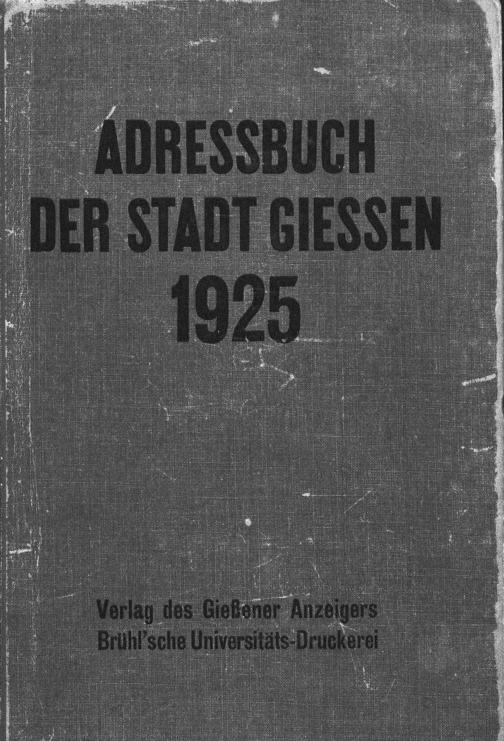 ADRESSBUCH
DER STADT GIESSEN
1925
Verlag des Gießener Anzeigers
Brühl'sche Universitäts-Druckerei